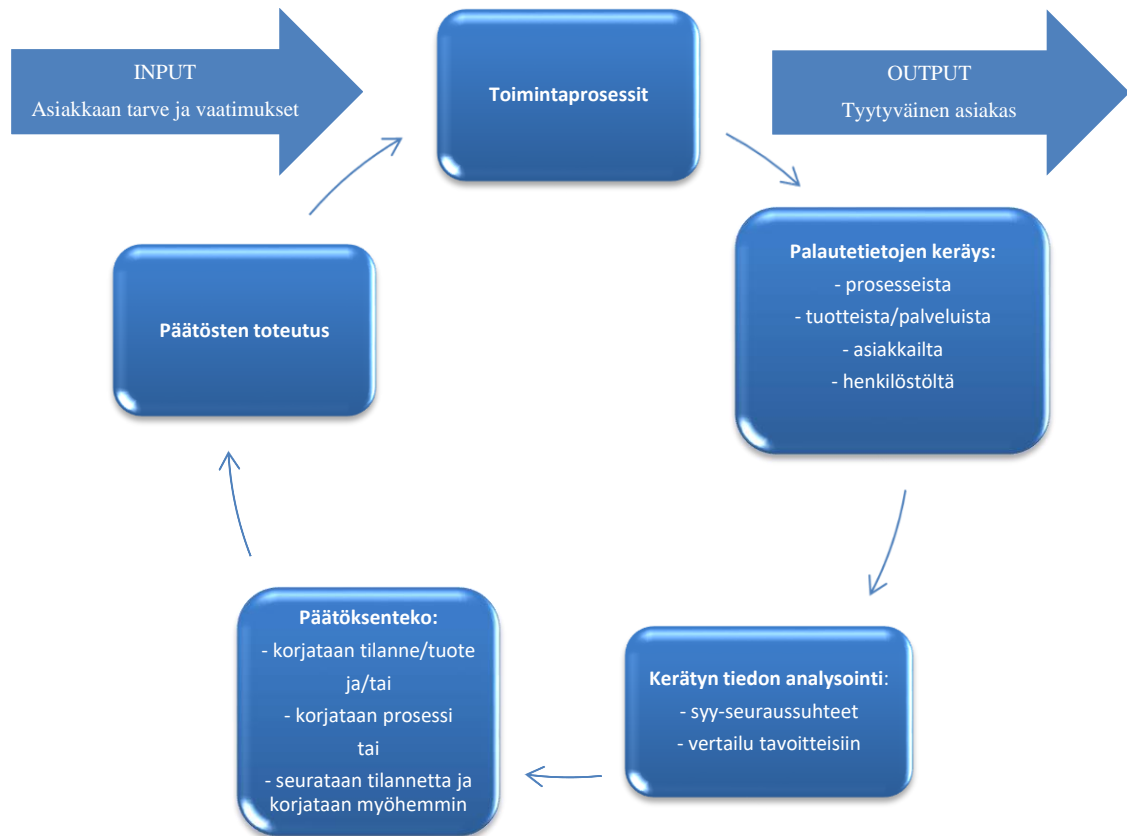 INPUT
Asiakkaan tarve ja vaatimukset
Toimintaprosessit
OUTPUT
Tyytyväinen asiakas
Palautetietojen keräys:
- prosesseista
- tuotteista/palveluista
- asiakkailta
- henkilöstöltä
Kerätyn tiedon analysointi:
- syy-seuraussuhteet
- vertailu tavoitteisiin
Päätöksenteko:
- korjataan tilanne/tuote
ja/tai
- korjataan prosessi
tai
- seurataan tilannetta ja
korjataan myöhemmin
Päätösten toteutus